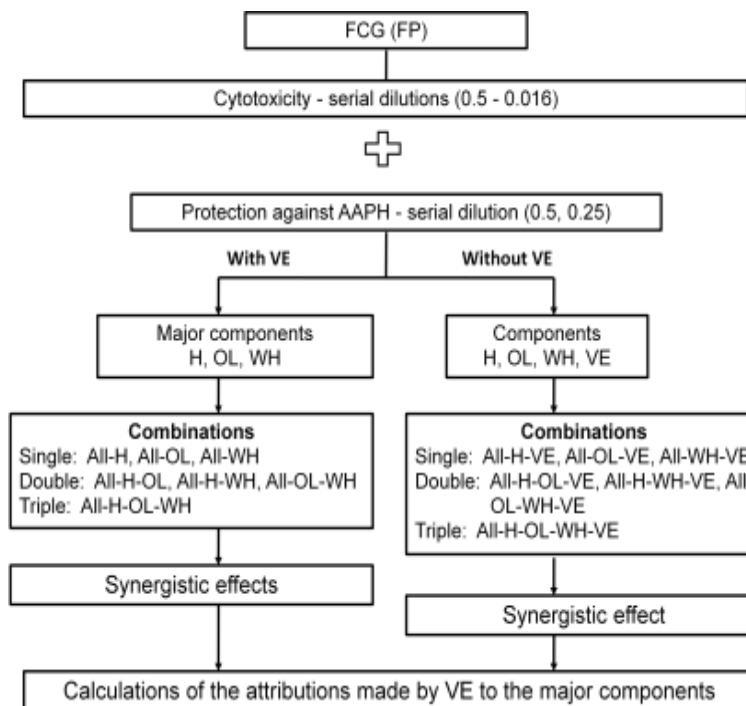 FCG (FP)
Cytotoxicity - serial dilutions (0.5 - 0.016)
Protection against AAPH - serial dilution (0.5, 0.25)
With VE
Without VE
Major components
H, OL, WH
Components
H, OL, WH, VE
Combinations
Single: All-H, All-OL, All-WH
Double: All-H-OL, All-H-WH, All-OL-WH
Triple: All-H-OL-WH
Combinations
Single: All-H-VE, All-OL-VE, All-WH-VE
Double: All-H-OL-VE, All-H-WH-VE, All
OL-WH-VE
Triple: All-H-OL-WH-VE
Synergistic effects
Synergistic effect
Calculations of the attributions made by VE to the major components